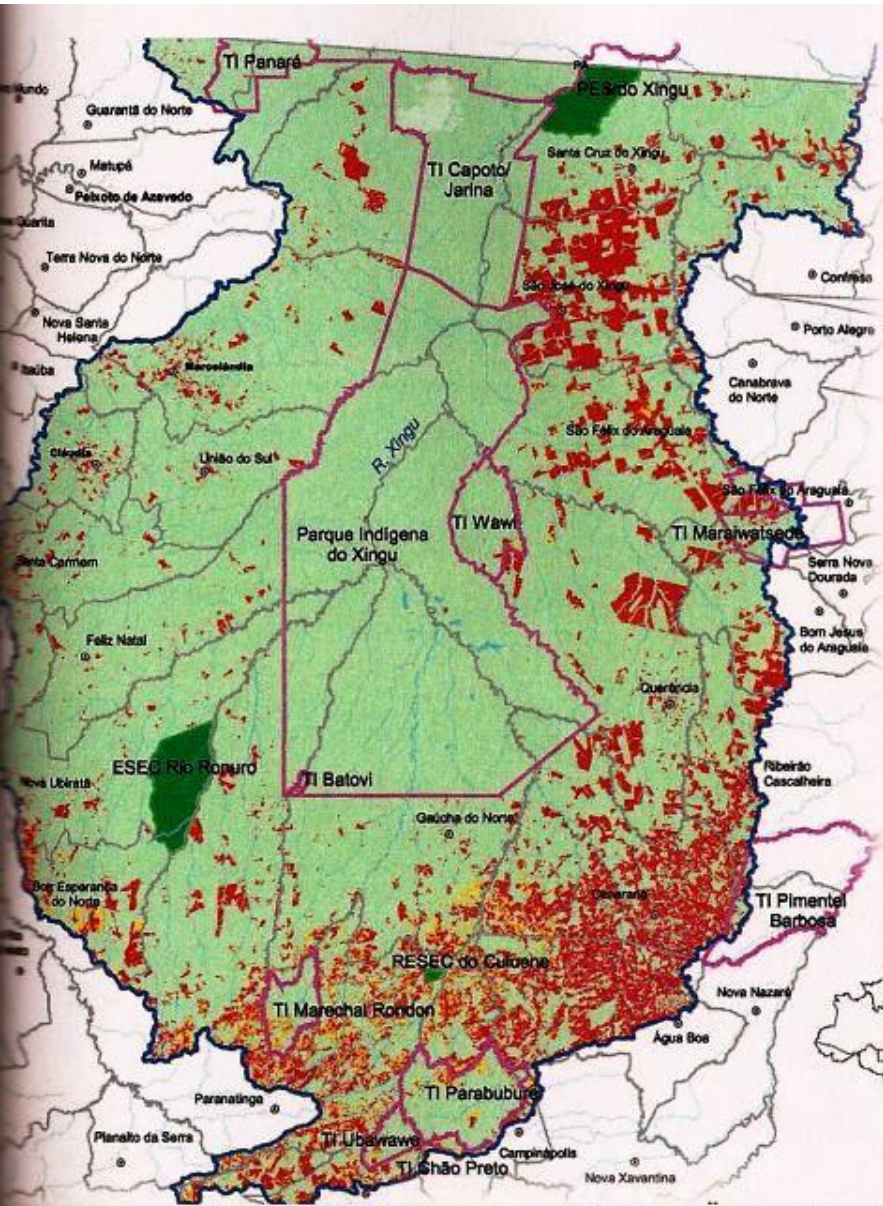 TI Panará
PA
PES do Xingu
Mundo
Guarantã do Norte
Santa Cruz do Xingu
Matupá
TI Capoto/
Jarina
Peixoto de Azevedo
Guarita
Terra Nova do Norte
Confresa
São José do Xingu
Nova Santa
Helena
Porto Alegre
Itaúba
Marcelândia
Canabrava
do Norte
R. Xingu
São Félix do Araguaia
Cláudia
União do Sul
São Félix do Araguaia
TI Wawi
Parque Indígena
do Xingu
TI Maraiwatsede
Santa Carmem
Serra Nova
Dourada
Feliz Natal
Bom Jesus
do Araguaia
Querência
ESEC Rio Ronuro
Ribeirão
Cascalheira
Nova Ubiratã
TI Batovi
Gaúcha do Norte
Boa Esperança
do Norte
Canarana
TI Pimentel
Barbosa
RESEC do Culuene
Nova Nazaré
TI Marechal Rondon
Água Boa
TI Parabubure
Paranatinga
Planalto da Serra
TI Ubawawe
Campinápolis
TI Chão Preto
Nova Xavantina